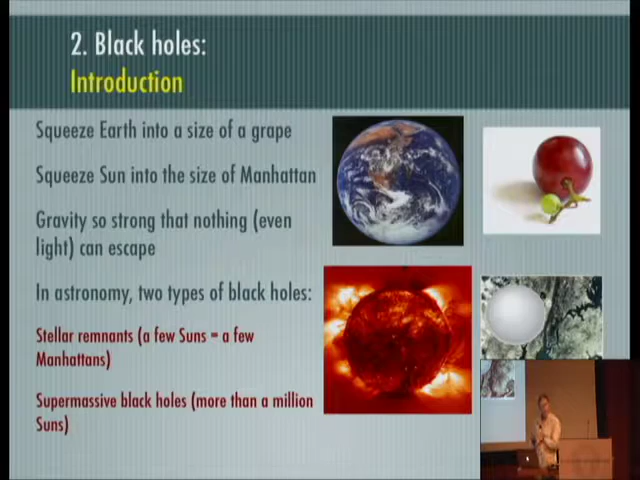 2. Black holes:
Introduction
Squeeze Earth into a size of a grape
Squeeze Sun into the size of Manhattan
Gravity so strong that nothing (even
light) can escape
In astronomy, two types of black holes:
Stellar remnants (a few Suns = a few
Manhattans)
Supermassive black holes (more than a million
Suns)